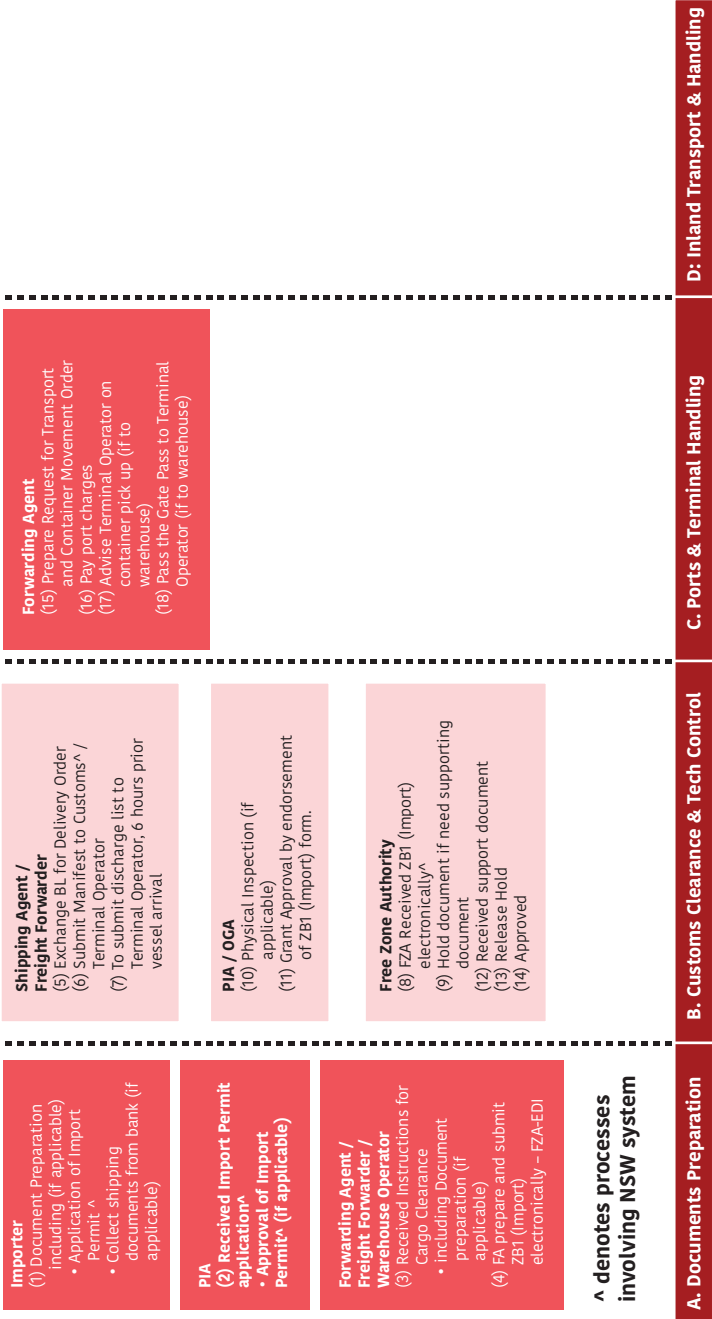 Importer
(1) Document Preparation
including (if applicable)
• Application of Import
Permit ^
• Collect shipping
documents from bank (if
applicable)
PIA
(2) Received Import Permit
application^
• Approval of Import
Permit^ (if applicable)
Forwarding Agent /
Freight Forwarder /
Warehouse Operator
(3) Received Instructions for
Cargo Clearance
• including Document
preparation (if
applicable)
(4) FA prepare and submit
ZB1 (Import)
electronically – FZA-EDI
^ denotes processes
involving NSW system
A. Documents Preparation
Shipping Agent /
Freight Forwarder
(5) Exchange BL for Delivery Order
(6) Submit Manifest to Customs^ /
Terminal Operator
(7) To submit discharge list to
Terminal Operator, 6 hours prior
vessel arrival
PIA / OGA
(10) Physical Inspection (if
applicable)
(11) Grant Approval by endorsement
of ZB1 (Import) form.
Free Zone Authority
(8) FZA Received ZB1 (Import)
electronically^
(9) Hold document if need supporting
document
(12) Received support document
(13) Release Hold
(14) Approved
B. Customs Clearance & Tech Control
Forwarding Agent
(15) Prepare Request for Transport
and Container Movement Order
(16) Pay port charges
(17) Advise Terminal Operator on
container pick up (if to
warehouse)
(18) Pass the Gate Pass to Terminal
Operator (if to warehouse)
C. Ports & Terminal Handling
D: Inland Transport & Handling